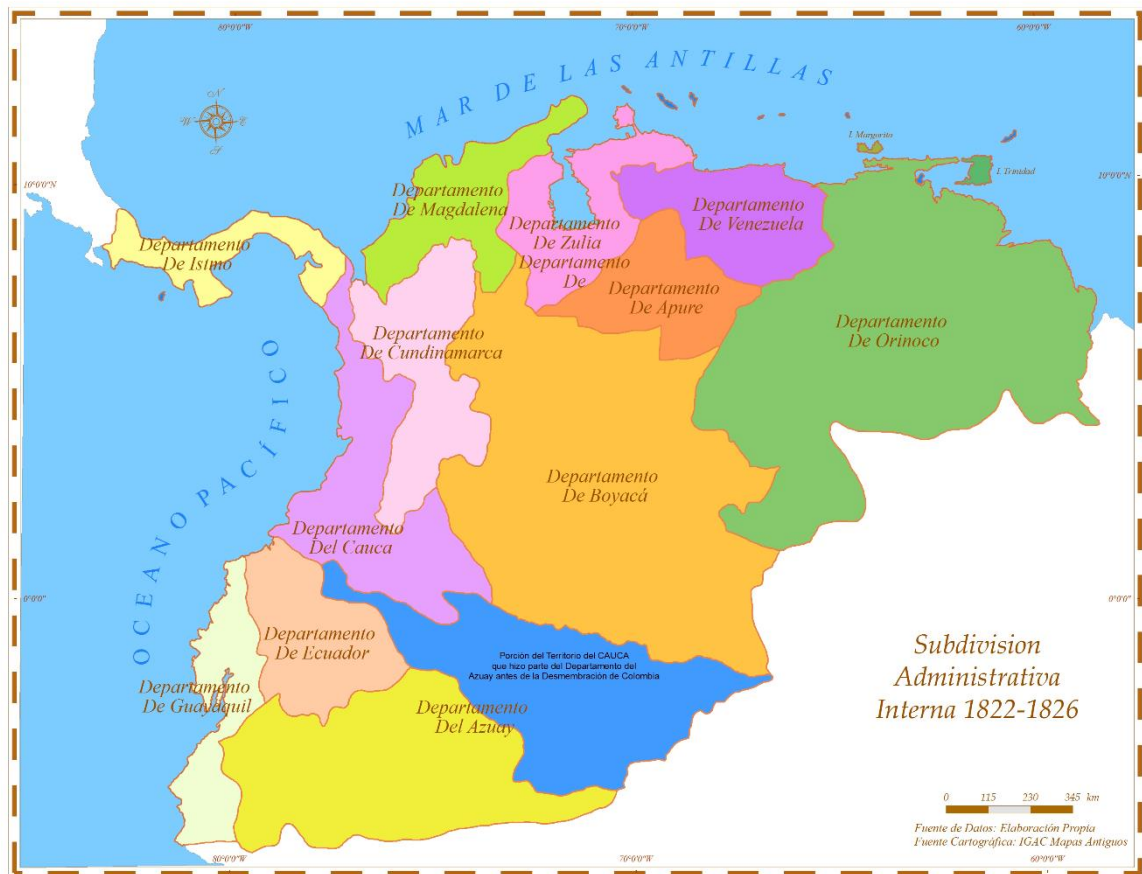 80°0'0"W
70°0'0"W
60°0'0"W
MAR DE LAS ANTILLAS
N
W E
S
I. Margarita
I. Trinidad
10°0'0"N
10°0'0"N
Departamento
De Magdalena
Departamento
De Venezuela
Departamento
De Zulia
Departamento
De Istmo
Departamento
De
Departamento
De Apure
Departamento
De Orinoco
Departamento
De Cundinamarca
OCEANO PACÍFICO
Departamento
De Boyacá
Departamento
Del Cauca
0°0'0"
0°0'0"
Departamento
De Ecuador
Porción del Territorio del CAUCA
que hizo parte del Departamento del
Azuay antes de la Desmembración de Colombia
Departamento
De Guayaquil
Departamento
Del Azuay
Subdivision
Administrativa
Interna 1822-1826
0 115 230 345 km
Fuente de Datos: Elaboración Propia
Fuente Cartográfica: IGAC Mapas Antiguos
80°0'0"W
70°0'0"W
60°0'0"W